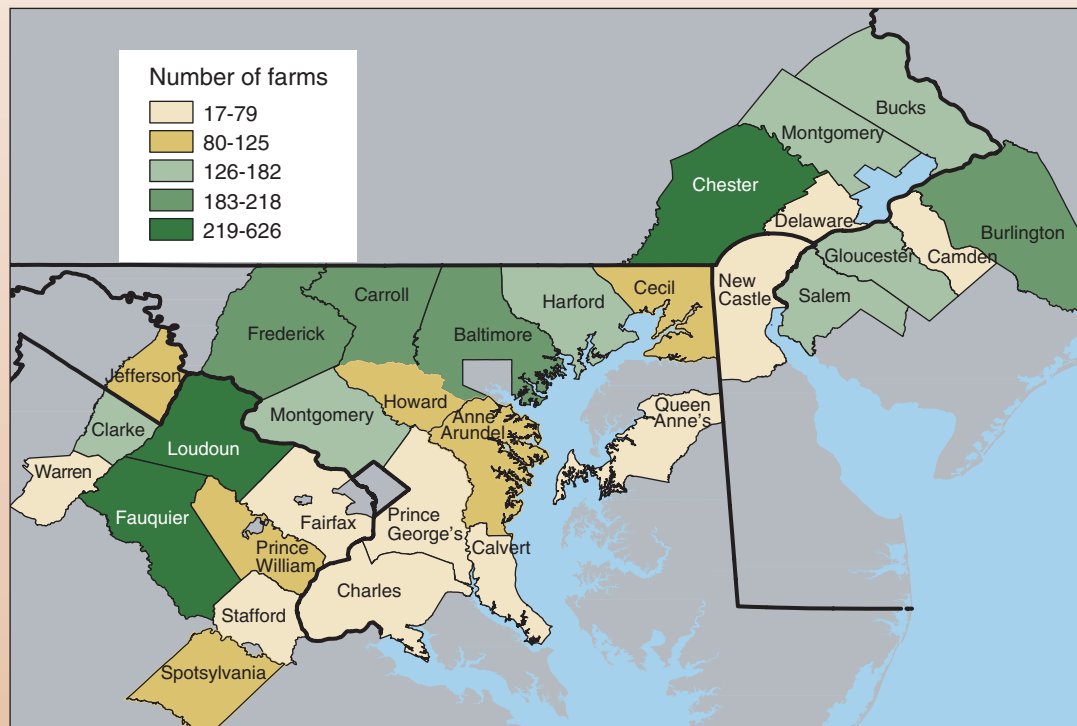 Number of farms
17-79
80-125
126-182
183-218
219-626
Bucks
Montgomery
Chester
Delaware
Burlington
Gloucester
Camden
New
Castle
Salem
Cecil
Harford
Carroll
Baltimore
Frederick
Jefferson
Howard
Anne
Arundel
Queen
Anne's
Montgomery
Clarke
Loudoun
Warren
Fauquier
Fairfax
Prince
George's
Prince
William
Calvert
Charles
Stafford
Spotsylvania